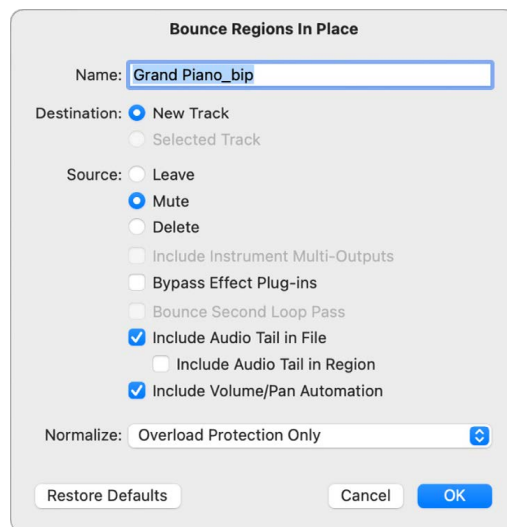 Bounce Regions In Place
Name: Grand Piano_bip
Destination: New Track
Selected Track
Source: Leave
Mute
Delete
Include Instrument Multi-Outputs
Bypass Effect Plug-ins
Bounce Second Loop Pass
Include Audio Tail in File
Include Audio Tail in Region
Include Volume/Pan Automation
Normalize: Overload Protection Only
Restore Defaults Cancel OK